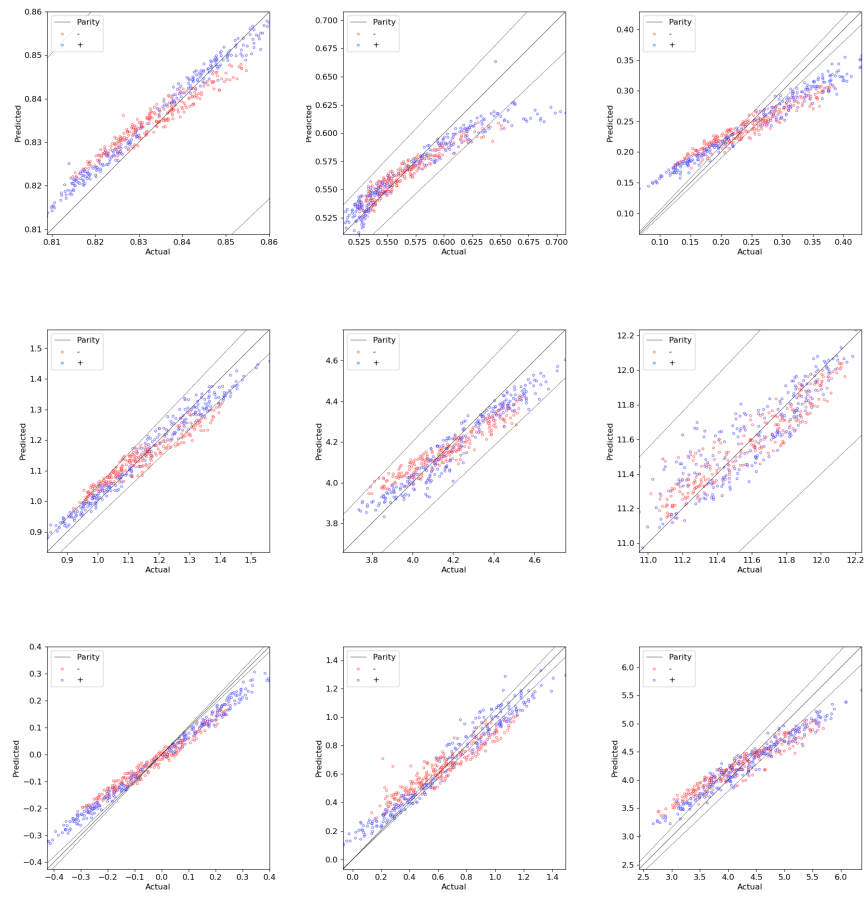 0.86
0.85
0.84
0.83
0.82
0.81
Predicted
Parity
-
+
0.81 0.82 0.83 0.84 0.85 0.86
Actual
0.700
0.675
0.650
0.625
0.600
0.575
0.550
0.525
Predicted
Parity
-
+
0.525 0.550 0.575 0.600 0.625 0.650 0.675 0.700
Actual
0.40
0.35
0.30
0.25
0.20
0.15
0.10
Predicted
Parity
-
+
0.10 0.15 0.20 0.25 0.30 0.35 0.40
Actual
1.5
1.4
1.3
1.2
1.1
1.0
0.9
Predicted
Parity
-
+
0.9 1.0 1.1 1.2 1.3 1.4 1.5
Actual
4.6
4.4
4.2
4.0
3.8
Predicted
Parity
-
+
3.8 4.0 4.2 4.4 4.6
Actual
12.2
12.0
11.8
11.6
11.4
11.2
11.0
Predicted
Parity
-
+
11.0 11.2 11.4 11.6 11.8 12.0 12.2
Actual
0.4
0.3
0.2
0.1
0.0
−0.1
−0.2
−0.3
−0.4
Predicted
Parity
-
+
−0.4 −0.3 −0.2 −0.1 0.0 0.1 0.2 0.3 0.4
Actual
1.4
1.2
1.0
0.8
0.6
0.4
0.2
0.0
Predicted
Parity
-
+
0.0 0.2 0.4 0.6 0.8 1.0 1.2 1.4
Actual
6.0
5.5
5.0
4.5
4.0
3.5
3.0
2.5
Predicted
Parity
-
+
2.5 3.0 3.5 4.0 4.5 5.0 5.5 6.0
Actual